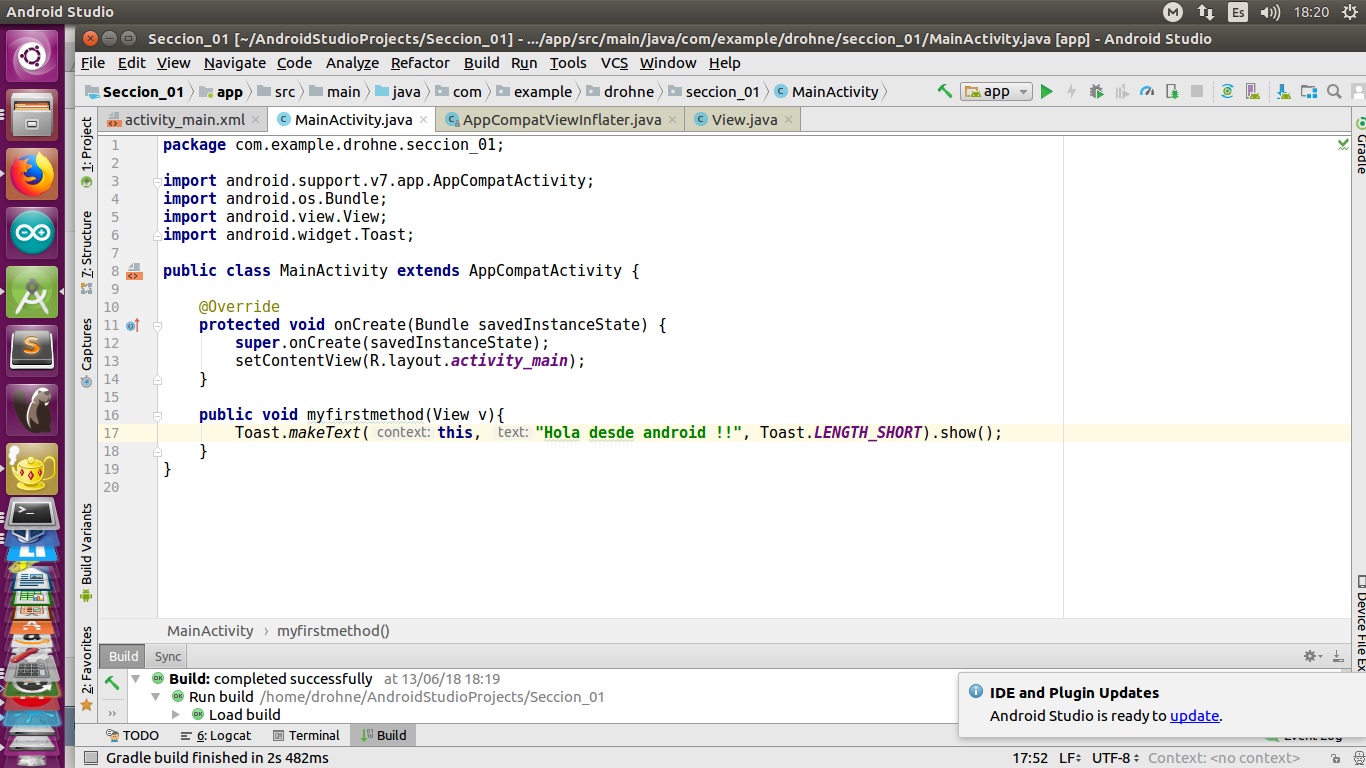 Android Studio
Es
18:20
Seccion_01 [~/AndroidStudioProjects/Seccion_01] - .../app/src/main/java/com/example/drohne/seccion_01/MainActivity.java [app] - Android Studio
File Edit View Navigate Code Analyze Refactor Build Run Tools VCS Window Help
Seccion_01 app src main java com example drohne seccion_01 MainActivity app
activity_main.xml MainActivity.java AppCompatViewInflater.java View.java
1: Project
7: Structure
Captures
Build Variants
2: Favorites
Gradle
1 package com.example.drohne.seccion_01;
2
3 import android.support.v7.app.AppCompatActivity;
4 import android.os.Bundle;
5 import android.view.View;
6 import android.widget.Toast;
7
8 public class MainActivity extends AppCompatActivity {
9
10 @Override
11 protected void onCreate(Bundle savedInstanceState) {
12 super.onCreate(savedInstanceState);
13 setContentView(R.layout.activity_main);
14 }
15
16 public void myfirstmethod(View v){
17 Toast.makeText( context: this, text: "Hola desde android !!", Toast.LENGTH_SHORT).show();
18 }
19 }
20
Device File Ex
MainActivity › myfirstmethod()
Build Sync
Build: completed successfully at 13/06/18 18:19
Run build /home/drohne/AndroidStudioProjects/Seccion_01
Load build
IDE and Plugin Updates
Android Studio is ready to update.
TODO 6: Logcat Terminal Build
Gradle build finished in 2s 482ms
17:52 LF UTF-8 Context: <no context>